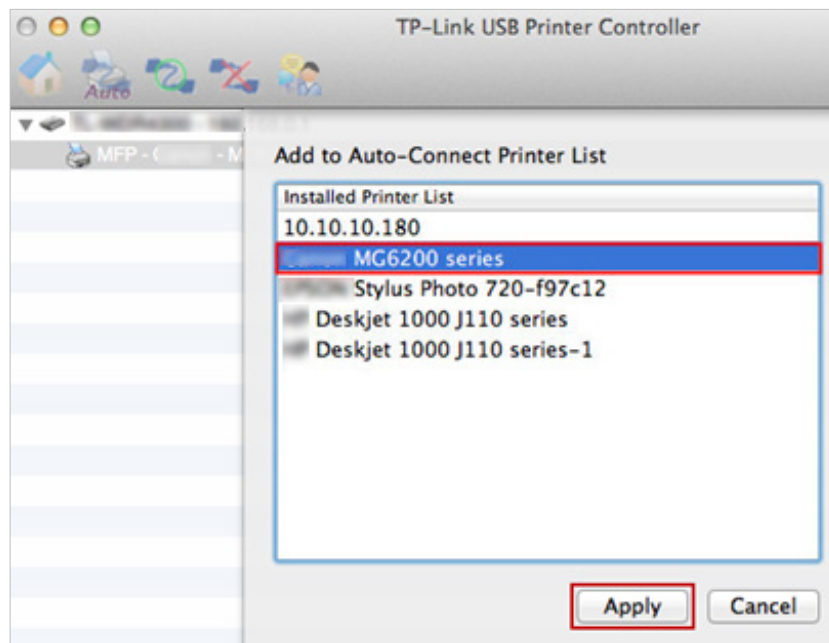 TP-Link USB Printer Controller
Auto
MFP -
Add to Auto-Connect Printer List
Installed Printer List
10.10.10.180
MG6200 series
Stylus Photo 720-f97c12
Deskjet 1000 J110 series
Deskjet 1000 J110 series-1
Apply
Cancel